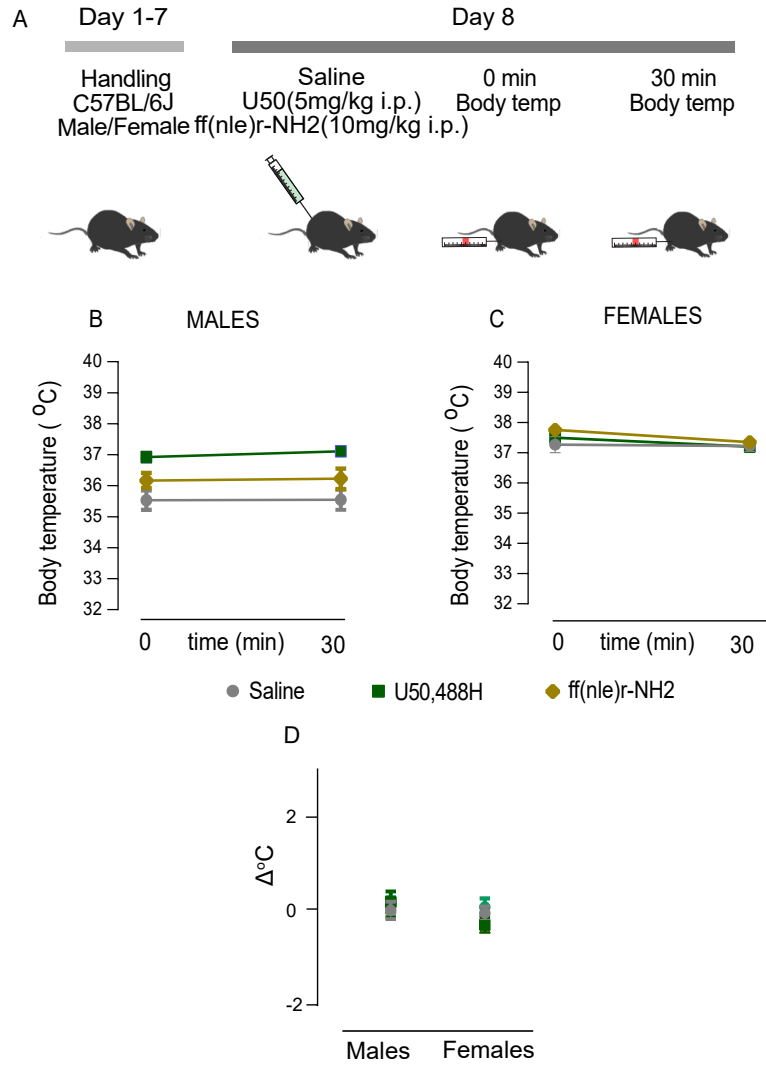 A
Day 1-7
Day 8
Handling
C57BL/6J
Male/Female
Saline
U50(5mg/kg i.p.)
ff(nle)r-NH2(10mg/kg i.p.)
0 min
Body temp
30 min
Body temp
B
MALES
Body temperature ( oC)
40
39
38
37
36
35
34
33
32
0
time (min)
30
C
FEMALES
Body temperature ( oC)
40
39
38
37
36
35
34
33
32
0
time (min)
30
Saline
U50,488H
ff(nle)r-NH2
D
ΔoC
2
0
-2
Males
Females